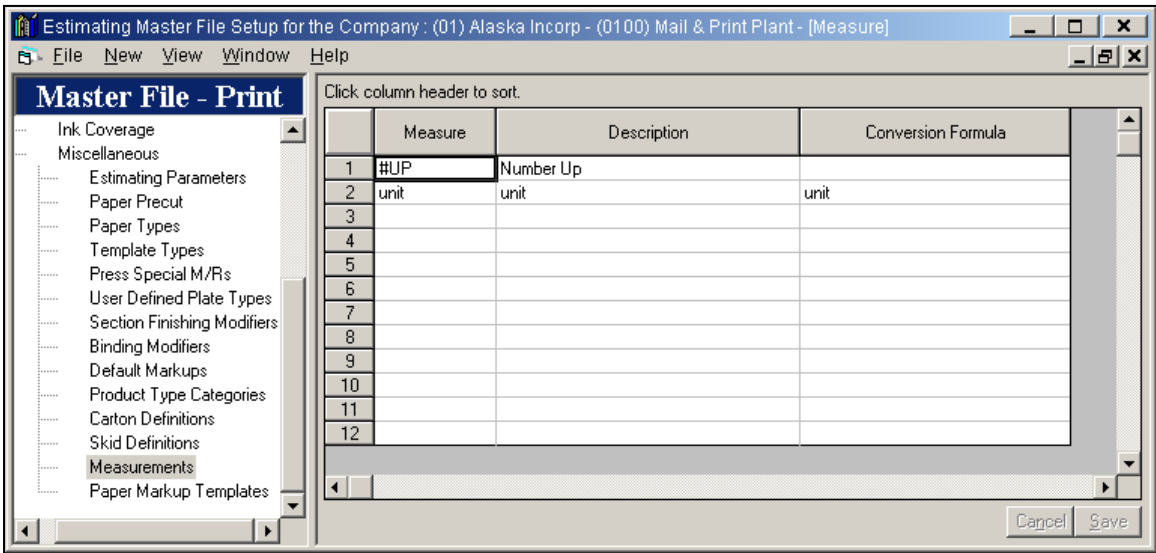 Estimating Master File Setup for the Company : (01) Alaska Incorp - (0100) Mail & Print Plant - [Measure]
File New View Window Help
Master File - Print
Ink Coverage
Miscellaneous
Estimating Parameters
Paper Precut
Paper Types
Template Types
Press Special M/Rs
User Defined Plate Types
Section Finishing Modifiers
Binding Modifiers
Default Markups
Product Type Categories
Carton Definitions
Skid Definitions
Measurements
Paper Markup Templates
Click column header to sort.
Measure Description Conversion Formula
1 #UP Number Up
2 unit unit unit
3
4
5
6
7
8
9
10
11
12
Cancel Save